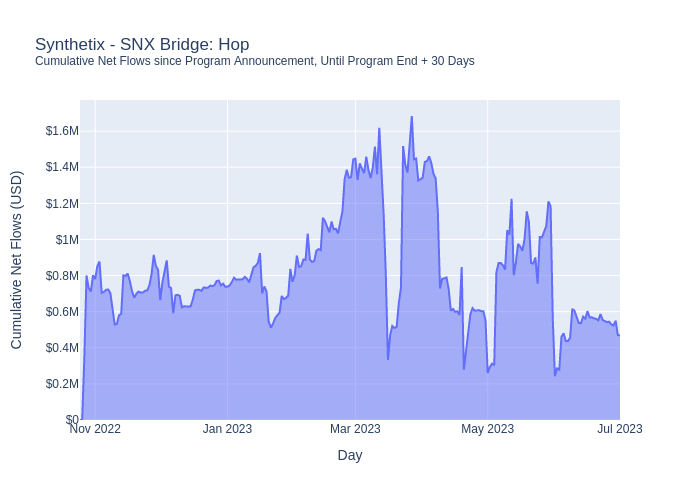 Synthetix - SNX Bridge: Hop
Cumulative Net Flows since Program Announcement, Until Program End + 30 Days
Cumulative Net Flows (USD)
$1.6M
$1.4M
$1.2M
$1M
$0.8M
$0.6M
$0.4M
$0.2M
$0
Nov 2022
Jan 2023
Mar 2023
May 2023
Jul 2023
Day